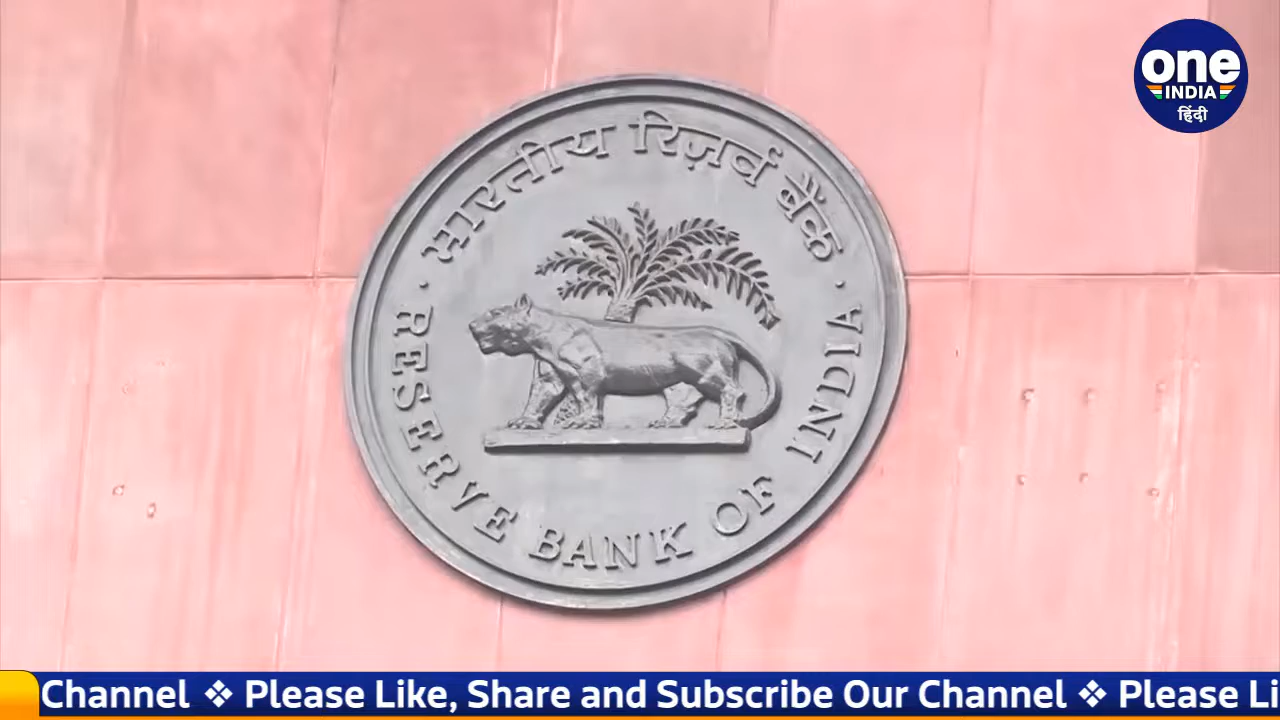 one
INDIA
हिंदी
भारतीय रिज़र्व बैंक
RESERVE BANK OF INDIA
Channel ❖ Please Like, Share and Subscribe Our Channel ❖ Please Li